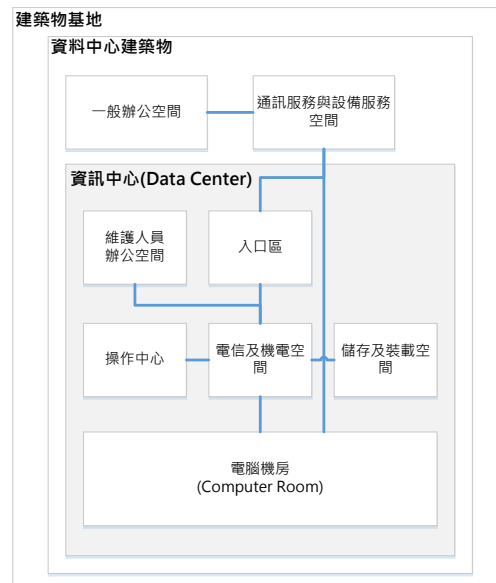 建築物基地
資料中心建築物
一般辦公空間
通訊服務與設備服務
空間
資訊中心(Data Center)
維護人員
辦公空間
入口區
操作中心
電信及機電空
間
儲存及裝載空
間
電腦機房
(Computer Room)